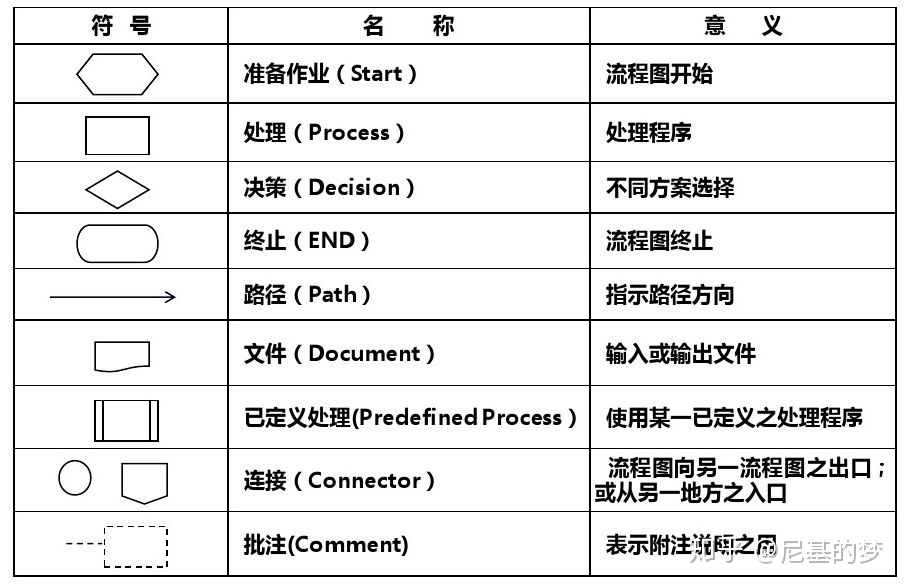 符 号 名 称 意 义
准备作业（Start） 流程图开始
处理（Process） 处理程序
决策（Decision） 不同方案选择
终止（END） 流程图终止
路径（Path） 指示路径方向
文件（Document） 输入或输出文件
已定义处理(Predefined Process） 使用某一已定义之处理程序
连接（Connector） 流程图向另一流程图之出口；
或从另一地方之入口
批注(Comment) 表示附注说明之用
知乎 @尼基的梦